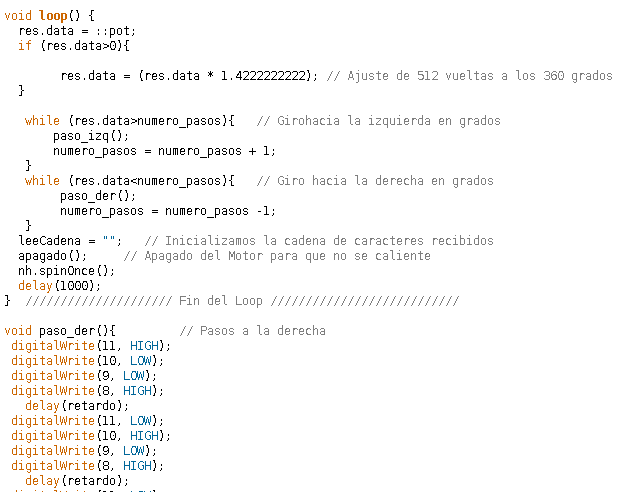 void loop() {
  res.data = ::pot;
  if (res.data>0){
        res.data = (res.data * 1.4222222222); // Ajuste de 512 vueltas a los 360 grados
  }
   while (res.data>numero_pasos){   // Girohacia la izquierda en grados
       paso_izq();
       numero_pasos = numero_pasos + 1;
   }
   while (res.data<numero_pasos){   // Giro hacia la derecha en grados
        paso_der();
        numero_pasos = numero_pasos -1;
   }
  leeCadena = "";   // Inicializamos la cadena de caracteres recibidos
  apagado();     // Apagado del Motor para que no se caliente
  nh.spinOnce();
  delay(1000);
}  ///////////////////// Fin del Loop ///////////////////////////
void paso_der(){         // Pasos a la derecha
 digitalWrite(11, HIGH);
 digitalWrite(10, LOW);
 digitalWrite(9, LOW);
 digitalWrite(8, HIGH);
   delay(retardo);
 digitalWrite(11, LOW);
 digitalWrite(10, HIGH);
 digitalWrite(9, LOW);
 digitalWrite(8, HIGH);
   delay(retardo);